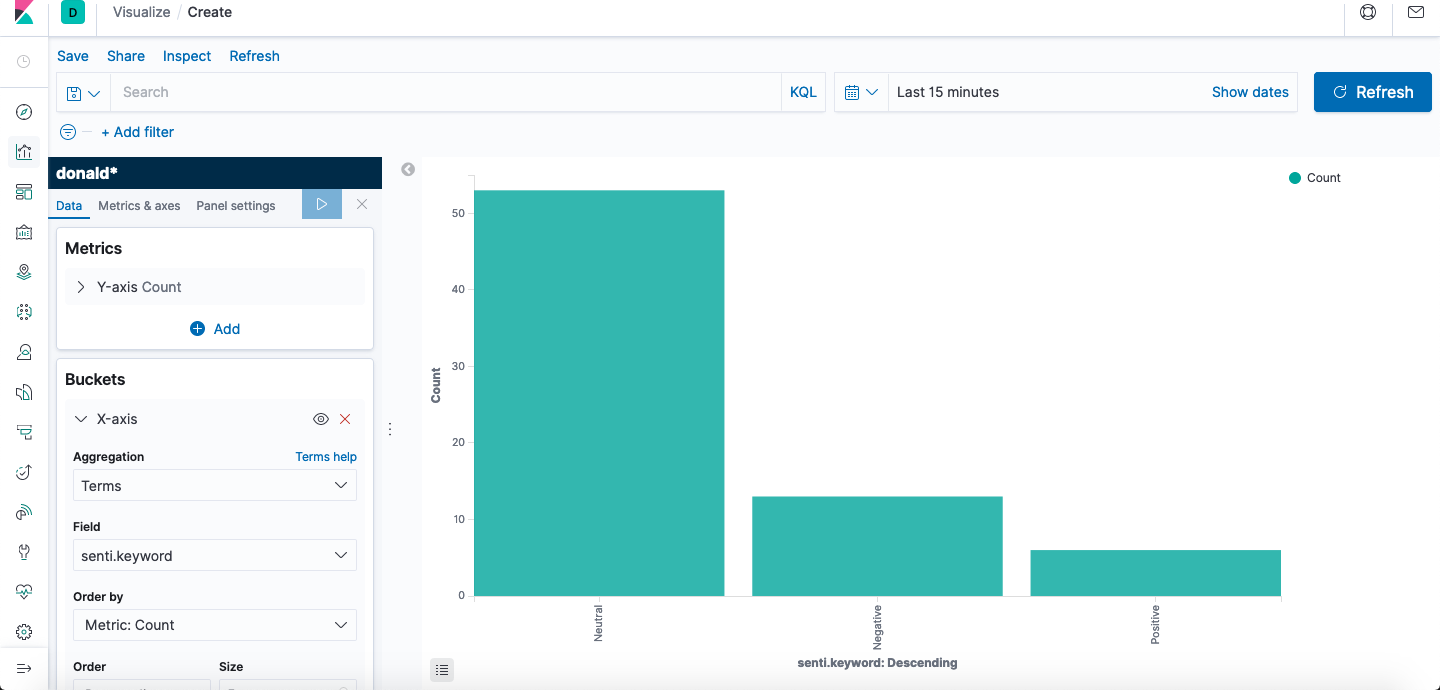 D Visualize / Create
Save Share Inspect Refresh
Search KQL Last 15 minutes Show dates Refresh
+ Add filter
donald*
Data Metrics & axes Panel settings
Metrics
Y-axis Count
Add
Buckets
X-axis
Aggregation Terms help
Terms
Field
senti.keyword
Order by
Metric: Count
Order Size
Count
50
40
30
20
10
0
Count
Neutral
Negative
Positive
senti.keyword: Descending